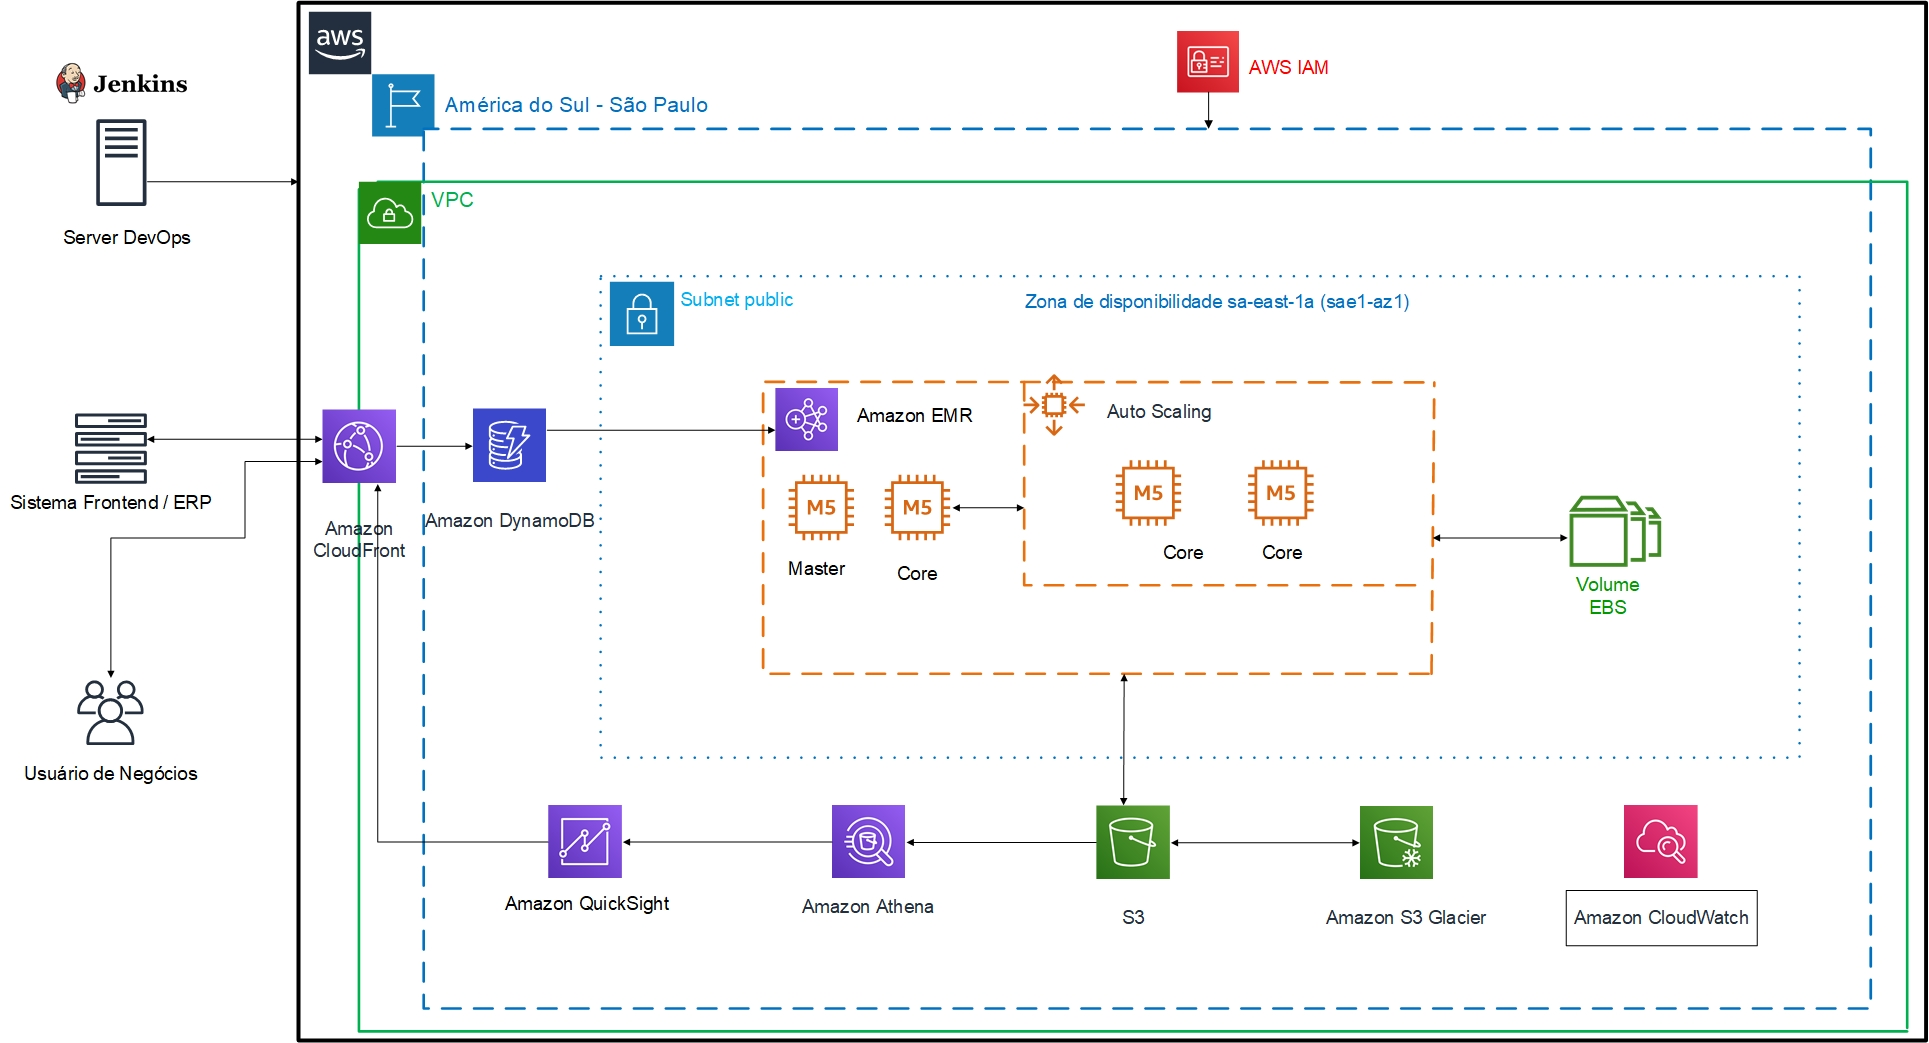 aws
Jenkins
AWS IAM
América do Sul - São Paulo
VPC
Server DevOps
Subnet public
Zona de disponibilidade sa-east-1a (sae1-az1)
Amazon EMR
Auto Scaling
M5
M5
M5
M5
Master
Core
Core
Core
Sistema Frontend / ERP
Amazon
CloudFront
Amazon DynamoDB
Volume
EBS
Usuário de Negócios
Amazon QuickSight
Amazon Athena
S3
Amazon S3 Glacier
Amazon CloudWatch